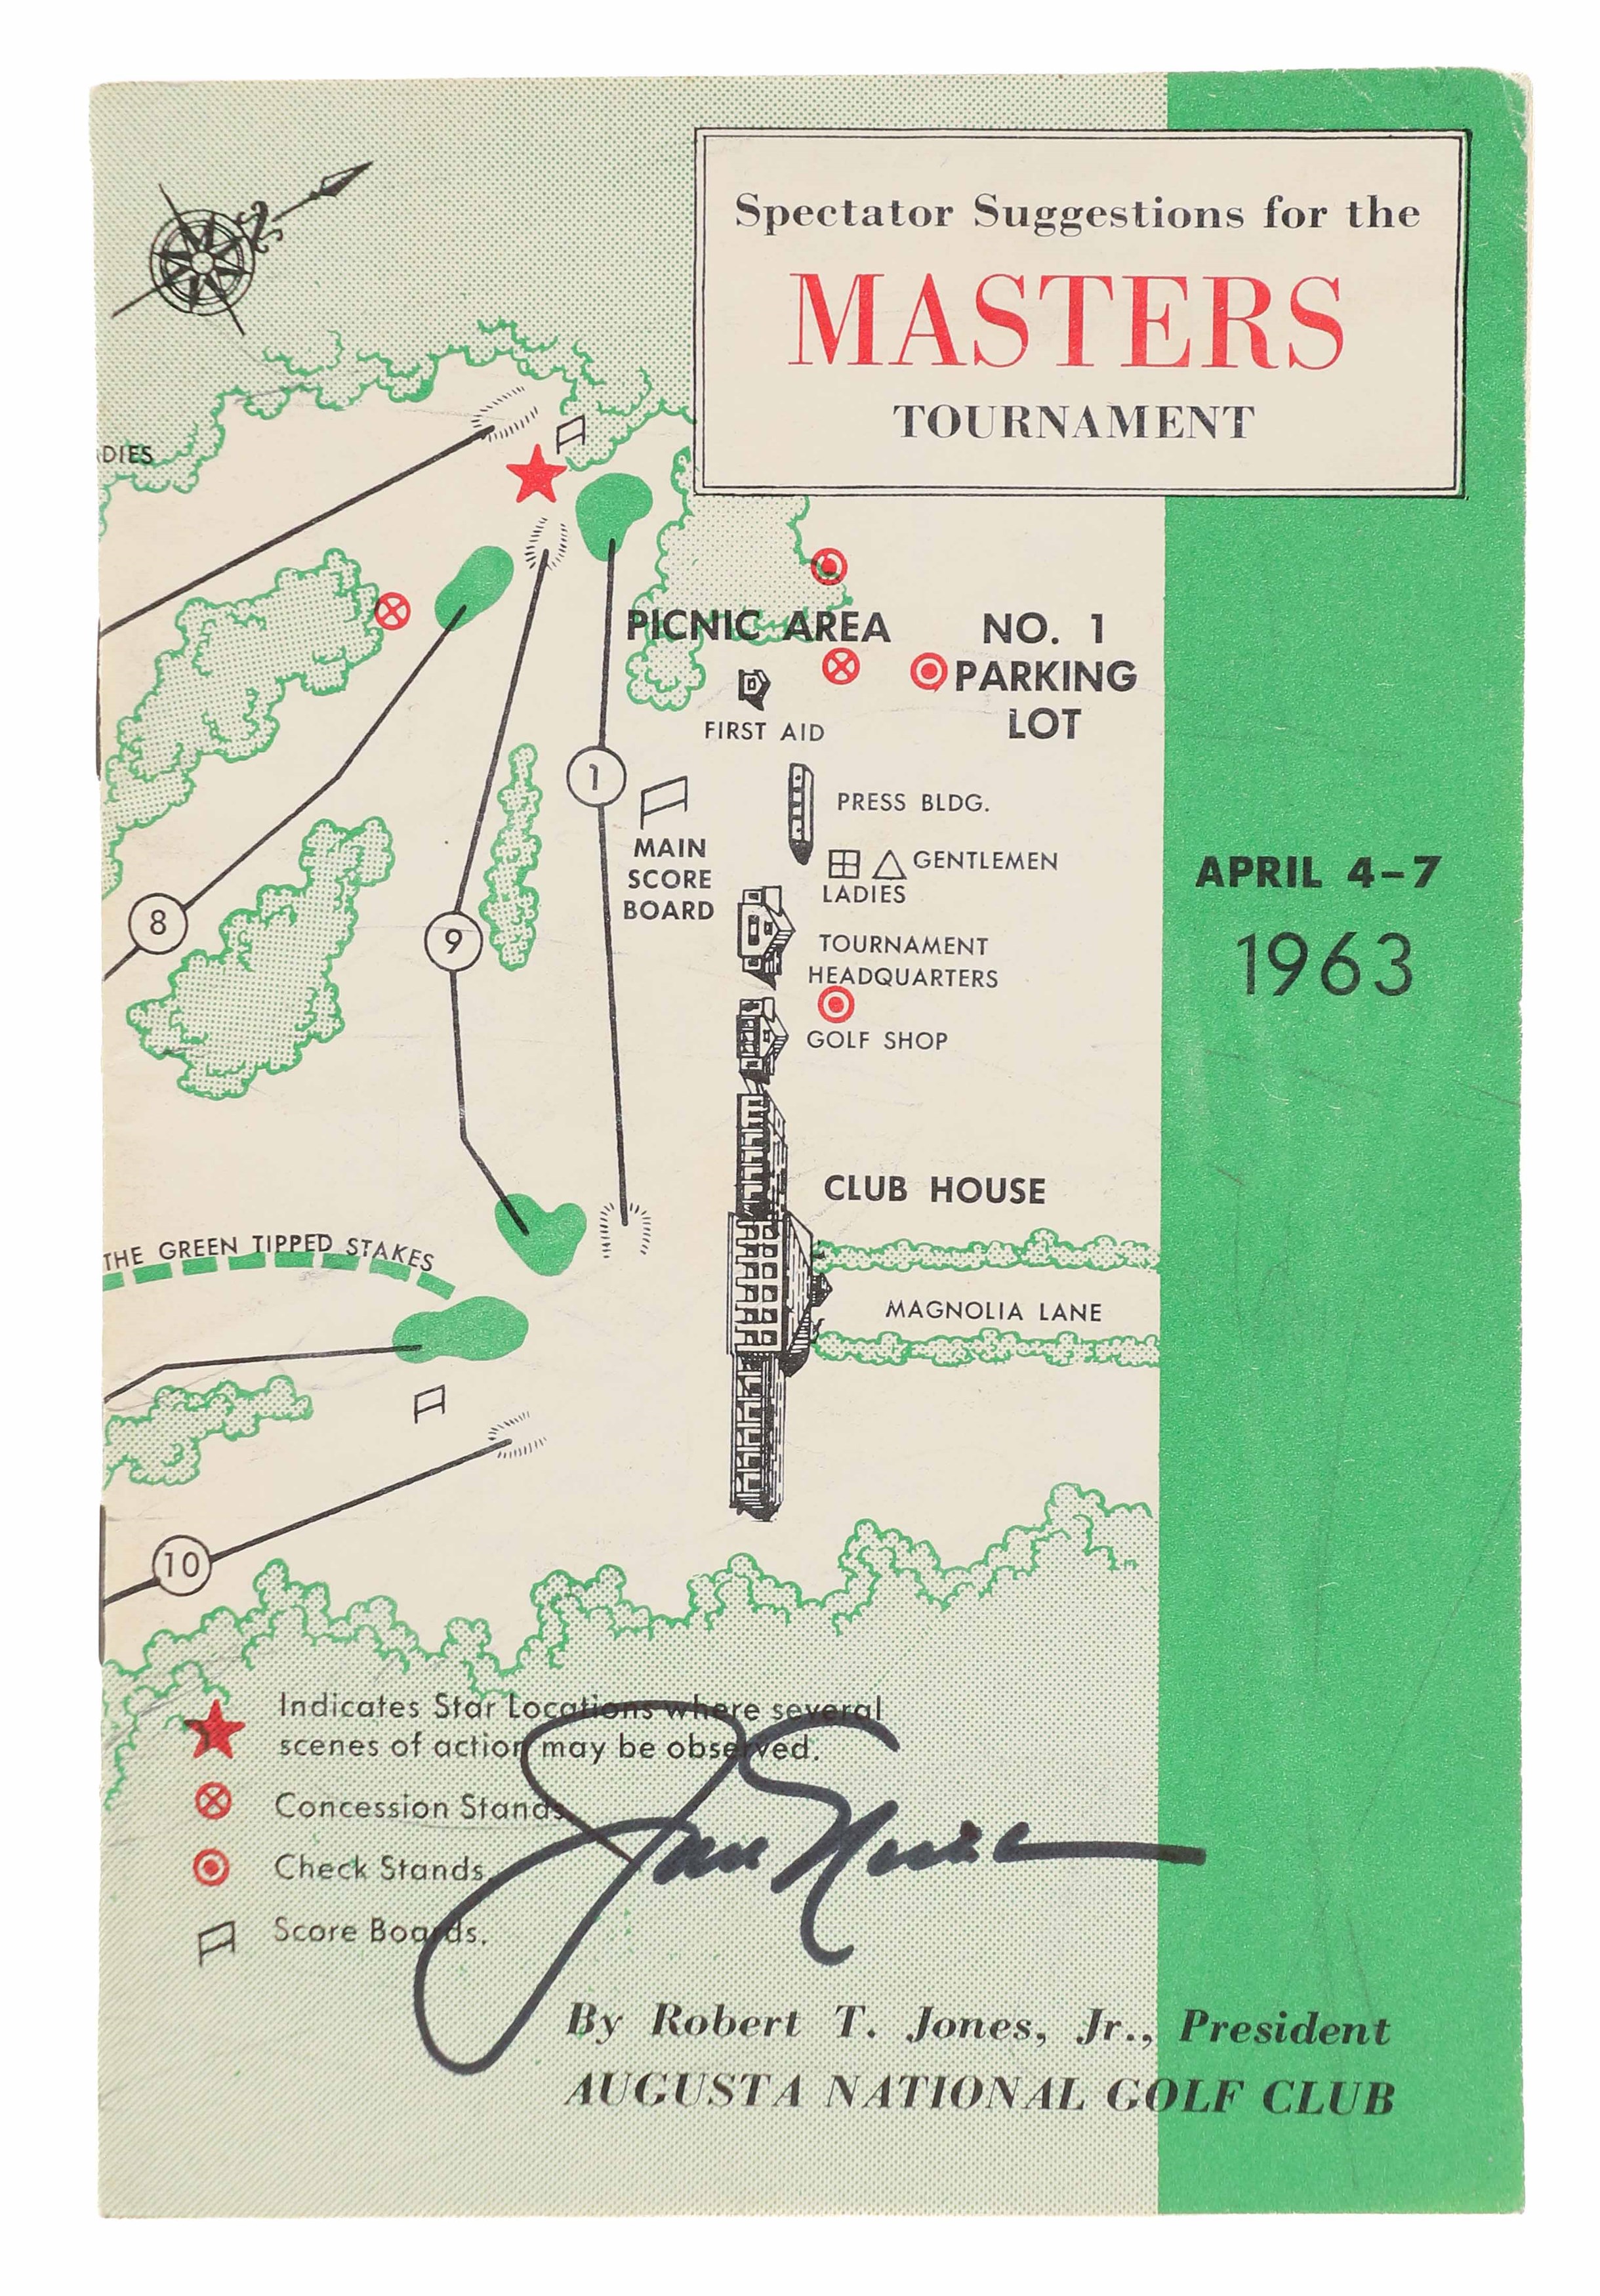 Spectator Suggestions for the
MASTERS
TOURNAMENT
N
DIES
PICNIC AREA
NO. 1
PARKING
LOT
FIRST AID
1
PRESS BLDG.
MAIN
SCORE
BOARD
GENTLEMEN
LADIES
APRIL 4-7
1963
8
9
TOURNAMENT
HEADQUARTERS
GOLF SHOP
CLUB HOUSE
THE GREEN TIPPED STAKES
MAGNOLIA LANE
10
Indicates Star Locations where several
scenes of action may be observed.
Concession Stands.
Check Stands.
Score Boards.
Jack Nicklaus
By Robert T. Jones, Jr., President
AUGUSTA NATIONAL GOLF CLUB